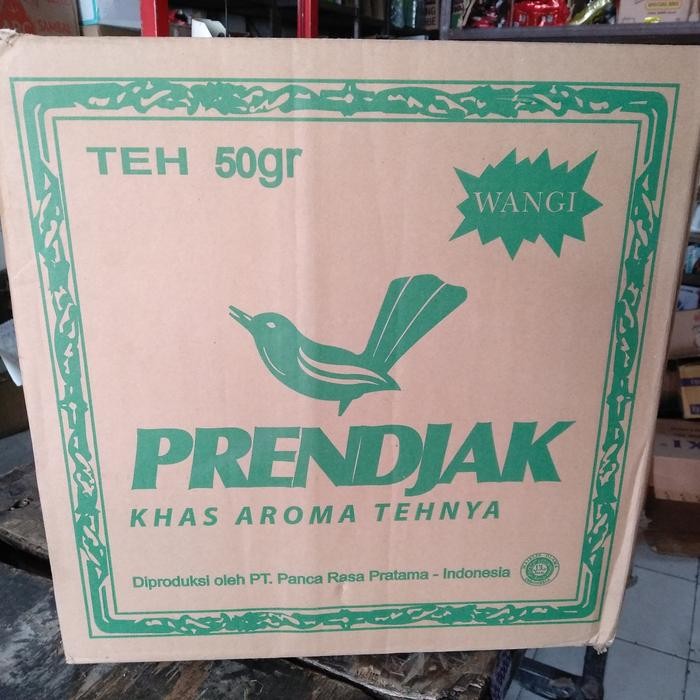 TEH 50gr
WANGI
PRENDJAK
KHAS AROMA TEHNYA
Diproduksi oleh PT. Panca Rasa Pratama - Indonesia